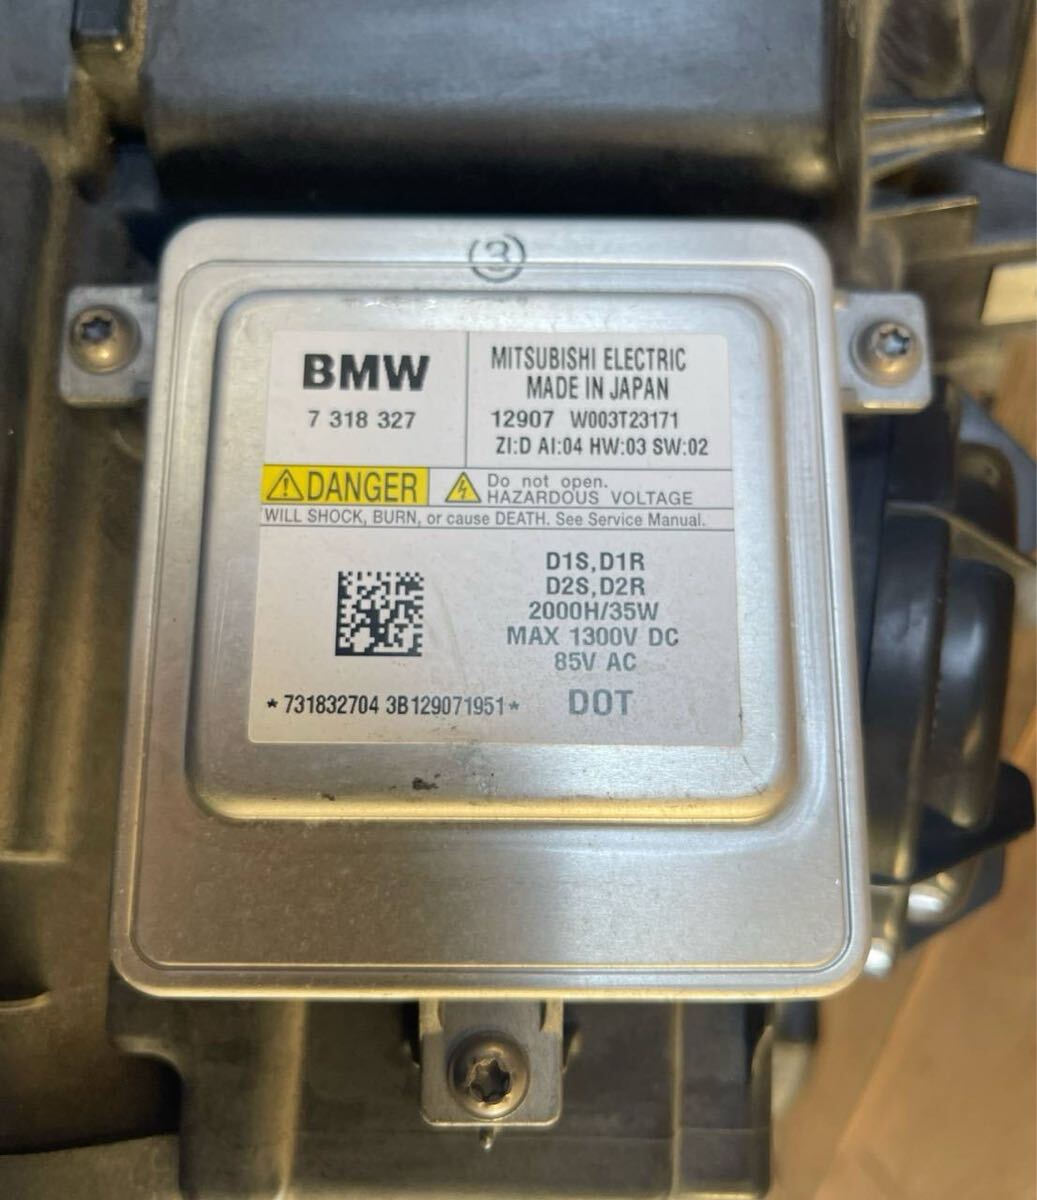 3
BMW
7 318 327
MITSUBISHI ELECTRIC
MADE IN JAPAN
12907 W003T23171
ZI:D AI:04 HW:03 SW:02
DANGER
Do not open.
HAZARDOUS VOLTAGE
WILL SHOCK, BURN, or cause DEATH. See Service Manual.
D1S,D1R
D2S,D2R
2000H/35W
MAX 1300V DC
85V AC
DOT
*731832704 3B129071951*